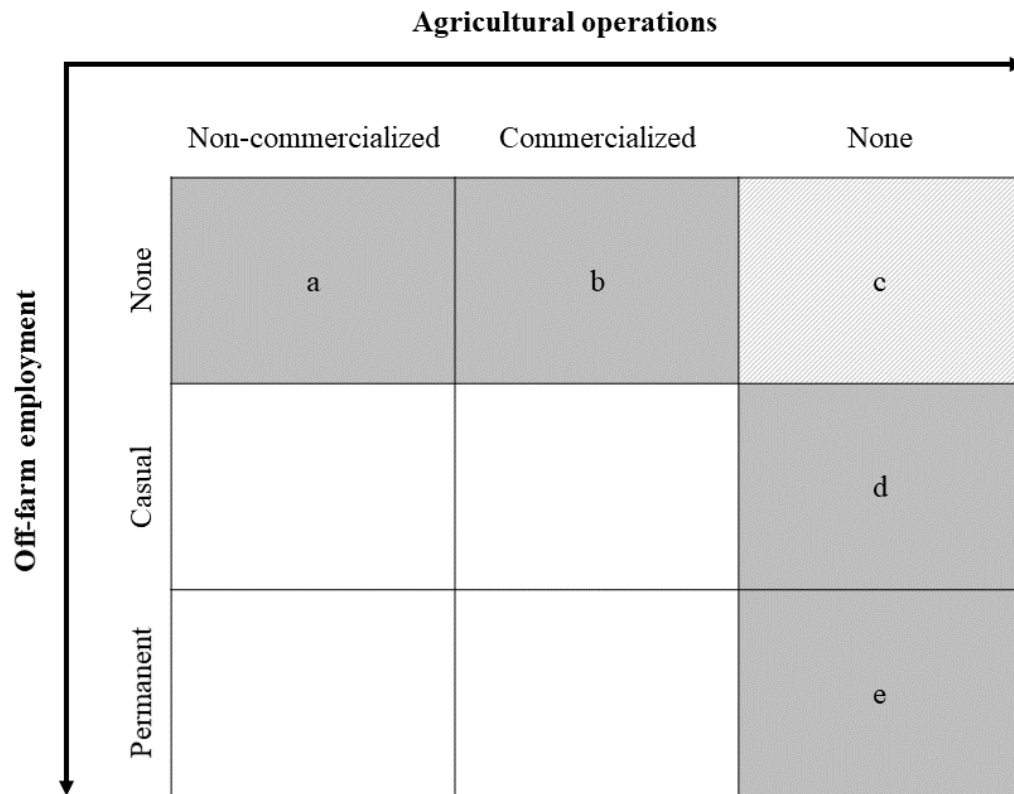 Agricultural operations
Non-commercialized Commercialized None
None a b c
Casual d
Permanent e
Off-farm employment